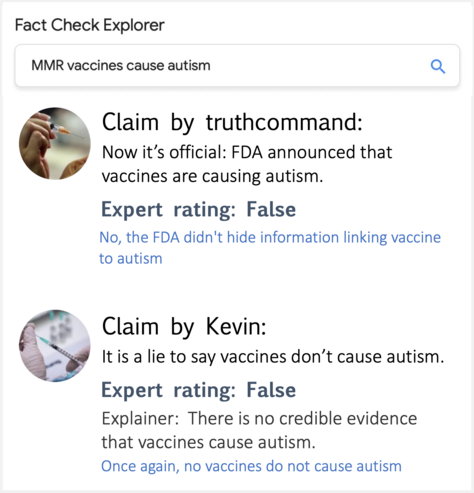 Fact Check Explorer
MMR vaccines cause autism
Claim by truthcommand:
Now it’s official: FDA announced that
vaccines are causing autism.
Expert rating: False
No, the FDA didn't hide information linking vaccine
to autism
Claim by Kevin:
It is a lie to say vaccines don’t cause autism.
Expert rating: False
Explainer: There is no credible evidence
that vaccines cause autism.
Once again, no vaccines do not cause autism